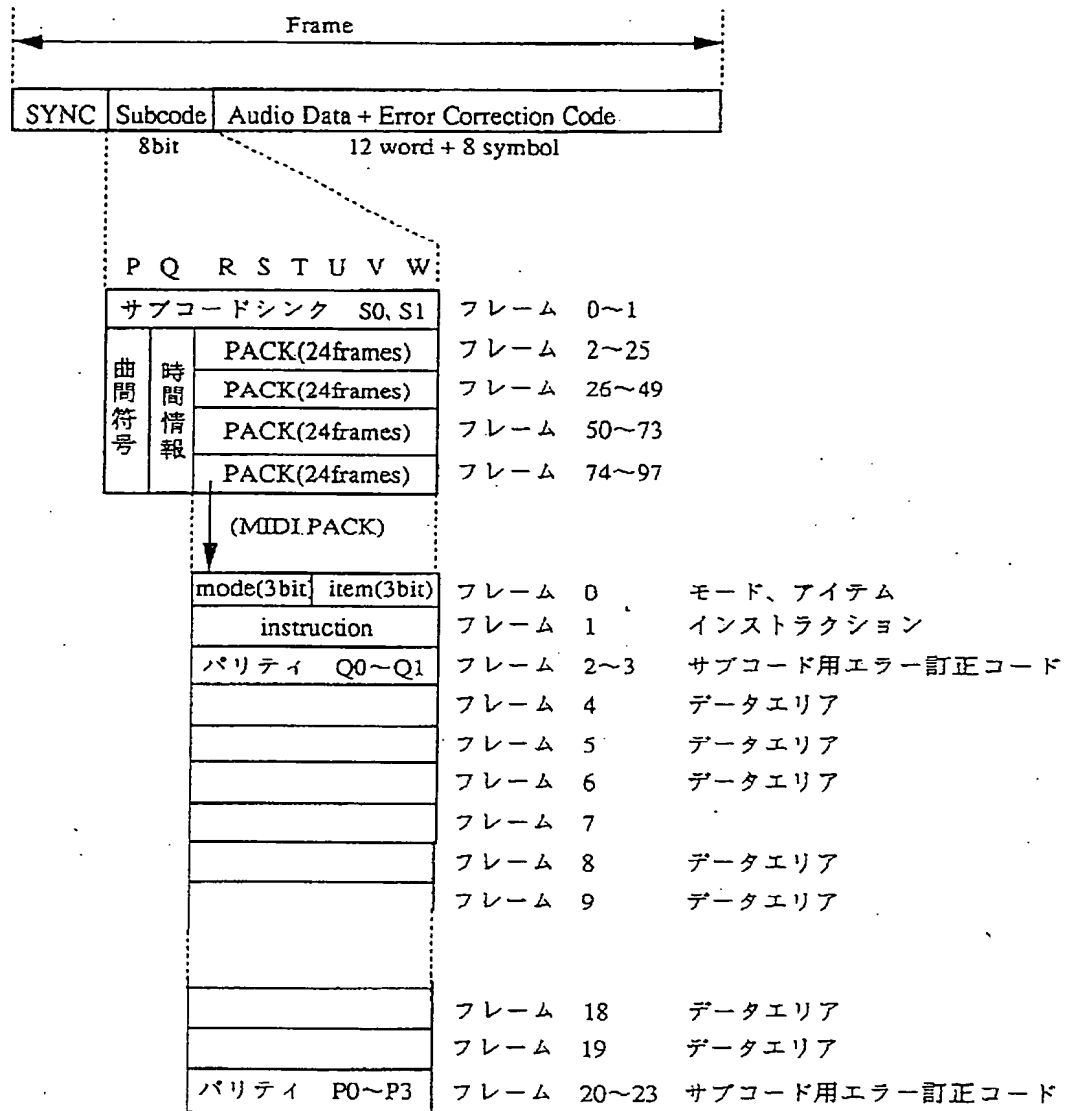 Frame
SYNC Subcode Audio Data + Error Correction Code
8bit 12 word + 8 symbol
P Q R S T U V W
サブコードシンク S0, S1 フレーム 0~1
曲間符号
時間情報
PACK(24frames) フレーム 2~25
PACK(24frames) フレーム 26~49
PACK(24frames) フレーム 50~73
PACK(24frames) フレーム 74~97
(MIDI.PACK)
mode(3bit) item(3bit) フレーム 0 モード、アイテム
instruction フレーム 1 インストラクション
パリティ Q0~Q1 フレーム 2~3 サブコード用エラー訂正コード
フレーム 4 データエリア
フレーム 5 データエリア
フレーム 6 データエリア
フレーム 7
フレーム 8 データエリア
フレーム 9 データエリア
フレーム 18 データエリア
フレーム 19 データエリア
パリティ P0~P3 フレーム 20~23 サブコード用エラー訂正コード